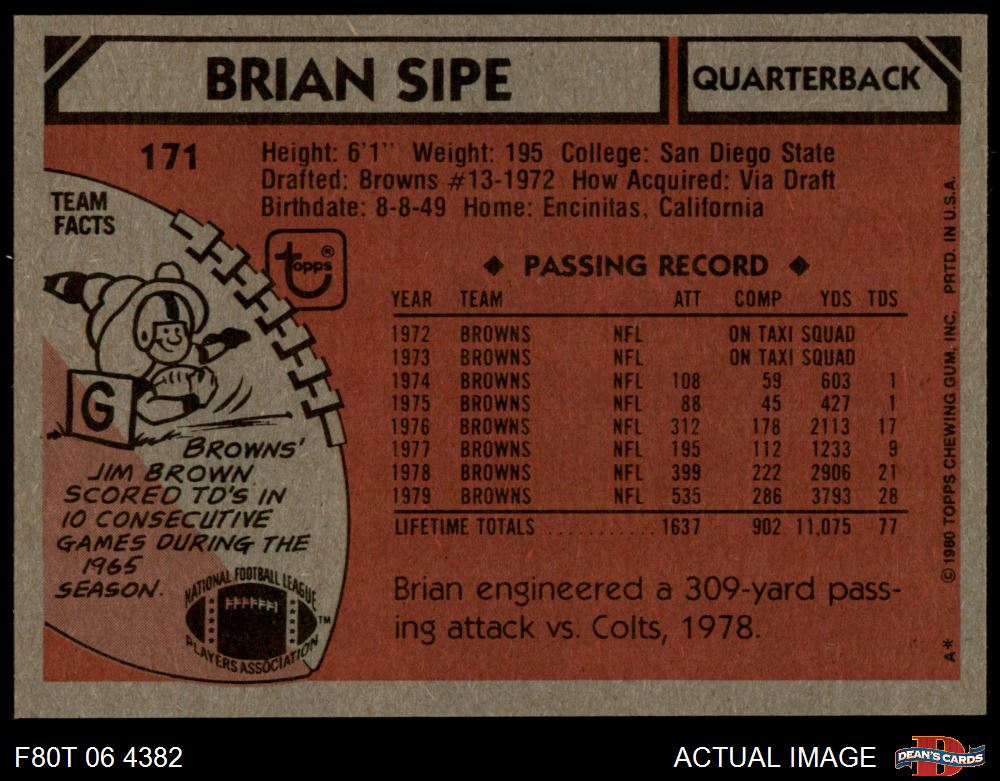 BRIAN SIPE
QUARTERBACK
171
Height: 6'1" Weight: 195 College: San Diego State
Drafted: Browns #13-1972 How Acquired: Via Draft
Birthdate: 8-8-49 Home: Encinitas, California
TEAM
FACTS
topps®
G
BROWNS'
JIM BROWN
SCORED TD'S IN
10 CONSECUTIVE
GAMES DURING THE
1965
SEASON.
NATIONAL FOOTBALL LEAGUE
PLAYERS ASSOCIATION
TM
◆ PASSING RECORD ◆
YEAR TEAM ATT COMP YDS TDS
1972 BROWNS NFL ON TAXI SQUAD
1973 BROWNS NFL ON TAXI SQUAD
1974 BROWNS NFL 108 59 603 1
1975 BROWNS NFL 88 45 427 1
1976 BROWNS NFL 312 178 2113 17
1977 BROWNS NFL 195 112 1233 9
1978 BROWNS NFL 399 222 2906 21
1979 BROWNS NFL 535 286 3793 28
LIFETIME TOTALS ........... 1637 902 11,075 77
Brian engineered a 309-yard pass-
ing attack vs. Colts, 1978.
A* © 1980 TOPPS CHEWING GUM, INC. PRTD. IN U.S.A.
F80T 06 4382
ACTUAL IMAGE
D
DEAN'S CARDS